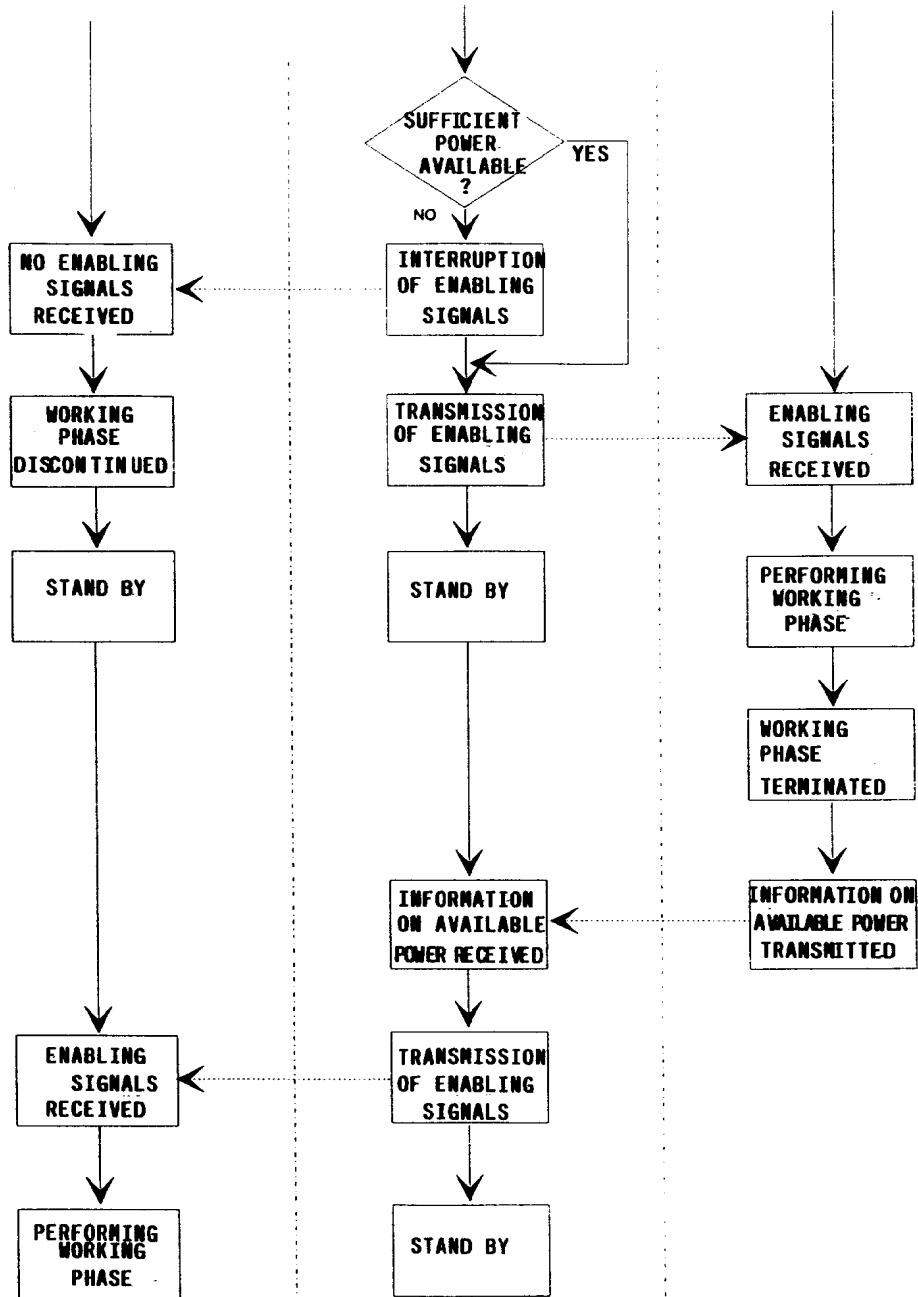 SUFFICIENT
POWER
AVAILABLE
?
YES
NO
NO ENABLING
SIGNALS
RECEIVED
INTERRUPTION
OF ENABLING
SIGNALS
WORKING
PHASE
DISCONTINUED
TRANSMISSION
OF ENABLING
SIGNALS
ENABLING
SIGNALS
RECEIVED
STAND BY
STAND BY
PERFORMING
WORKING
PHASE
WORKING
PHASE
TERMINATED
INFORMATION
ON AVAILABLE
POWER RECEIVED
INFORMATION ON
AVAILABLE POWER
TRANSMITTED
ENABLING
SIGNALS
RECEIVED
TRANSMISSION
OF ENABLING
SIGNALS
PERFORMING
WORKING
PHASE
STAND BY